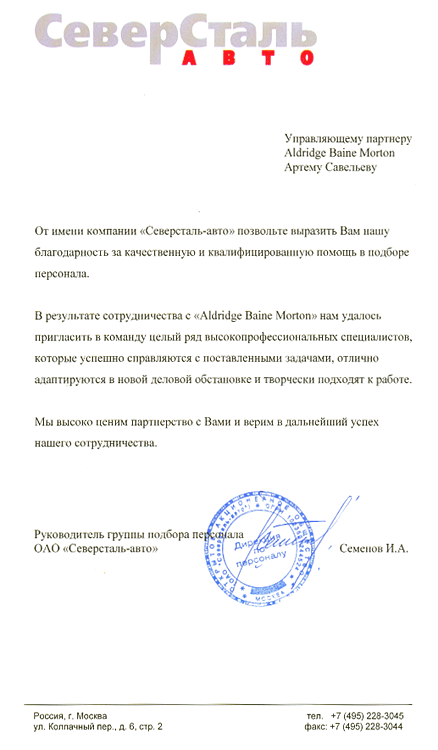 СеверСталь
АВТО
Управляющему партнеру
Aldridge Baine Morton
Артему Савельеву
От имени компании «Северсталь-авто» позвольте выразить Вам нашу
благодарность за качественную и квалифицированную помощь в подборе
персонала.
В результате сотрудничества с «Aldridge Baine Morton» нам удалось
пригласить в команду целый ряд высокопрофессиональных специалистов,
которые успешно справляются с поставленными задачами, отлично
адаптируются в новой деловой обстановке и творчески подходят к работе.
Мы высоко ценим партнерство с Вами и верим в дальнейший успех
нашего сотрудничества.
Руководитель группы подбора персонала
ОАО «Северсталь-авто»
Семенов И.А.
ОТКРЫТОЕ АКЦИОНЕРНОЕ ОБЩЕСТВО
Дирекция
по
персоналу
МОСКВА
Россия, г. Москва
ул. Колпачный пер., д. 6, стр. 2
тел. +7 (495) 228-3045
факс: +7 (495) 228-3044